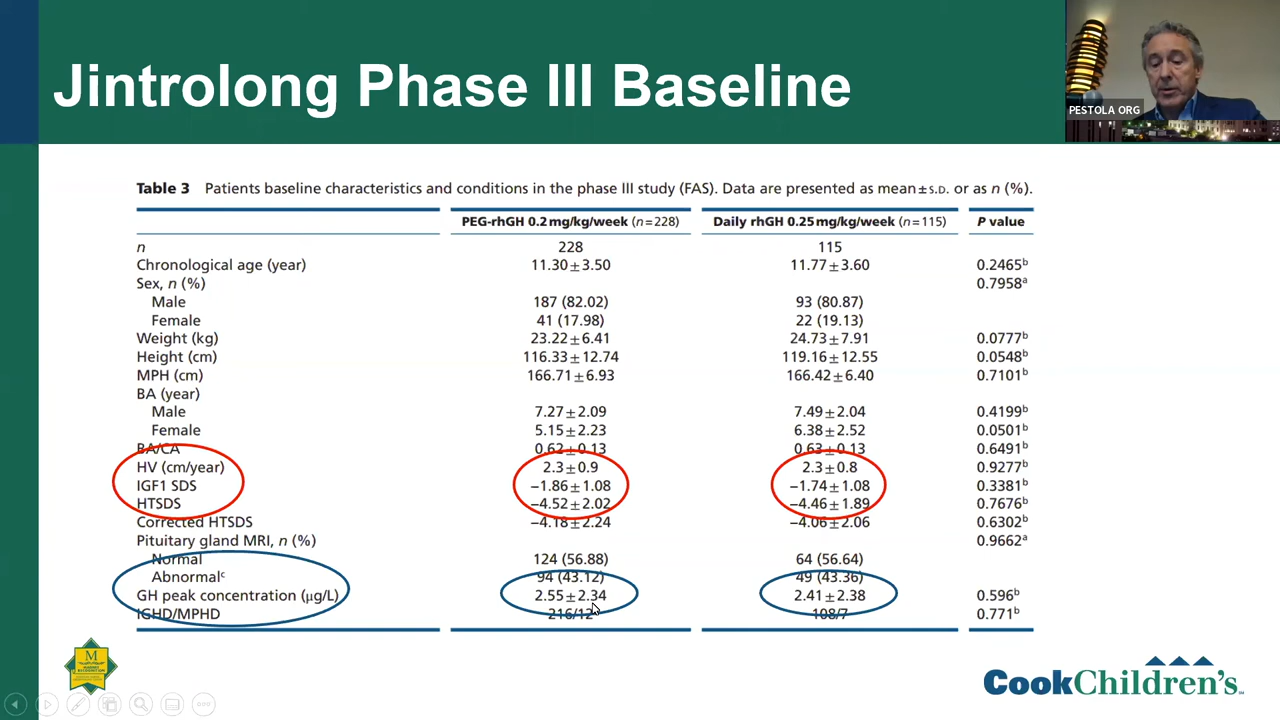 Jintrolong Phase III Baseline
PESTOLA ORG
Table 3 Patients baseline characteristics and conditions in the phase III study (FAS). Data are presented as mean±S.D. or as n (%).
PEG-rhGH 0.2 mg/kg/week (n=228) Daily rhGH 0.25 mg/kg/week (n=115) P value
n 228 115
Chronological age (year) 11.30±3.50 11.77±3.60 0.2465b
Sex, n (%) 0.7958a
Male 187 (82.02) 93 (80.87)
Female 41 (17.98) 22 (19.13)
Weight (kg) 23.22±6.41 24.73±7.91 0.0777b
Height (cm) 116.33±12.74 119.16±12.55 0.0548b
MPH (cm) 166.71±6.93 166.42±6.40 0.7101b
BA (year)
Male 7.27±2.09 7.49±2.04 0.4199b
Female 5.15±2.23 6.38±2.52 0.0501b
BA/CA 0.62±0.13 0.63±0.13 0.6491b
HV (cm/year) 2.3±0.9 2.3±0.8 0.9277b
IGF1 SDS −1.86±1.08 −1.74±1.08 0.3381b
HTSDS −4.52±2.02 −4.46±1.89 0.7676b
Corrected HTSDS −4.18±2.24 −4.06±2.06 0.6302b
Pituitary gland MRI, n (%) 0.9662a
Normal 124 (56.88) 64 (56.64)
Abnormalc 94 (43.12) 49 (43.36)
GH peak concentration (μg/L) 2.55±2.34 2.41±2.38 0.596b
IGHD/MPHD 216/12 108/7 0.771b
M
CookChildren's